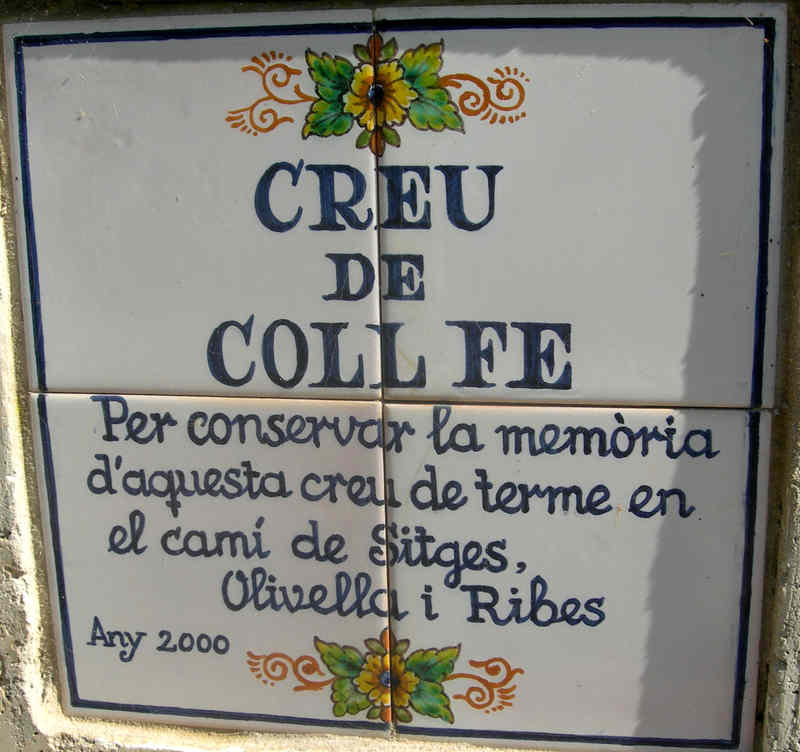 CREU
DE
COLL FE
Per conservar la memòria
d'aquesta creu de terme en
el camí de Sitges,
Olivella i Ribes
Any 2000